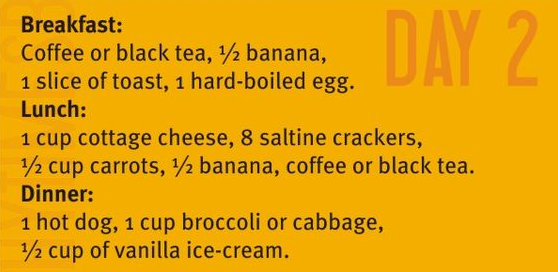 DAY 2
Breakfast:
Coffee or black tea, ½ banana,
1 slice of toast, 1 hard-boiled egg.
Lunch:
1 cup cottage cheese, 8 saltine crackers,
½ cup carrots, ½ banana, coffee or black tea.
Dinner:
1 hot dog, 1 cup broccoli or cabbage,
½ cup of vanilla ice-cream.